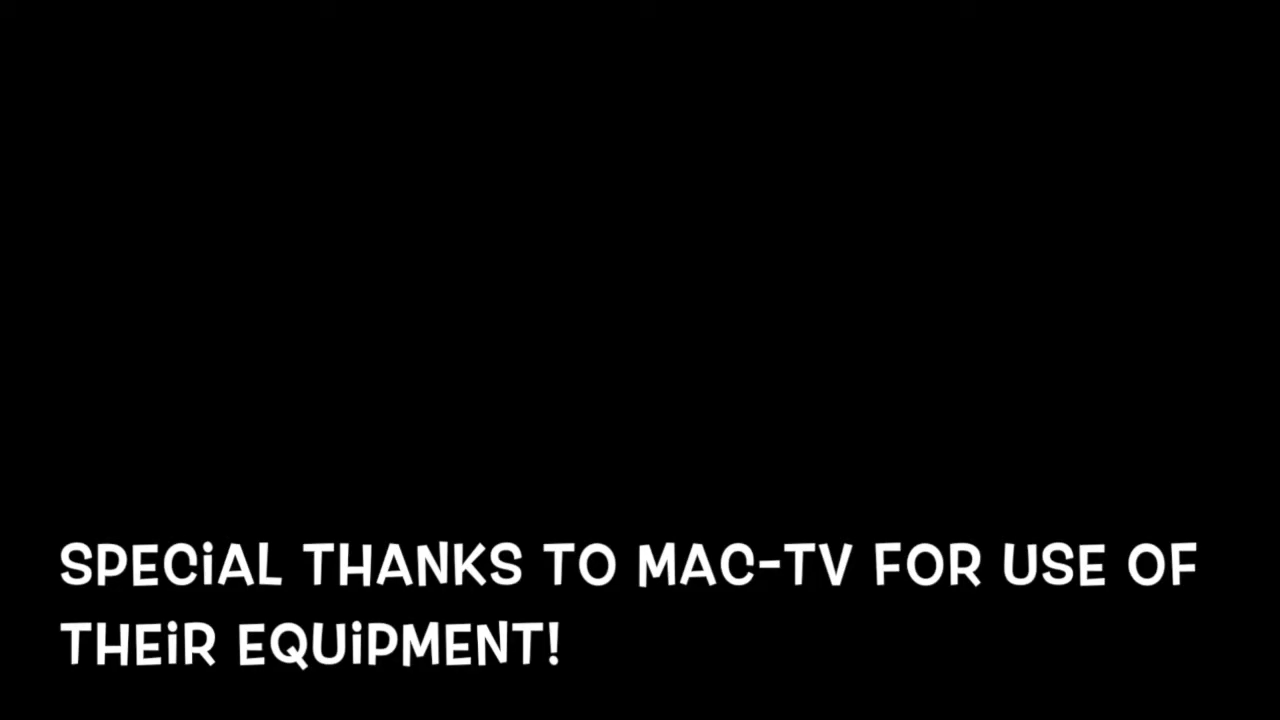 SPECiAL THANKS TO MAC-TV FOR USE OF
THEiR EQUiPMENT!